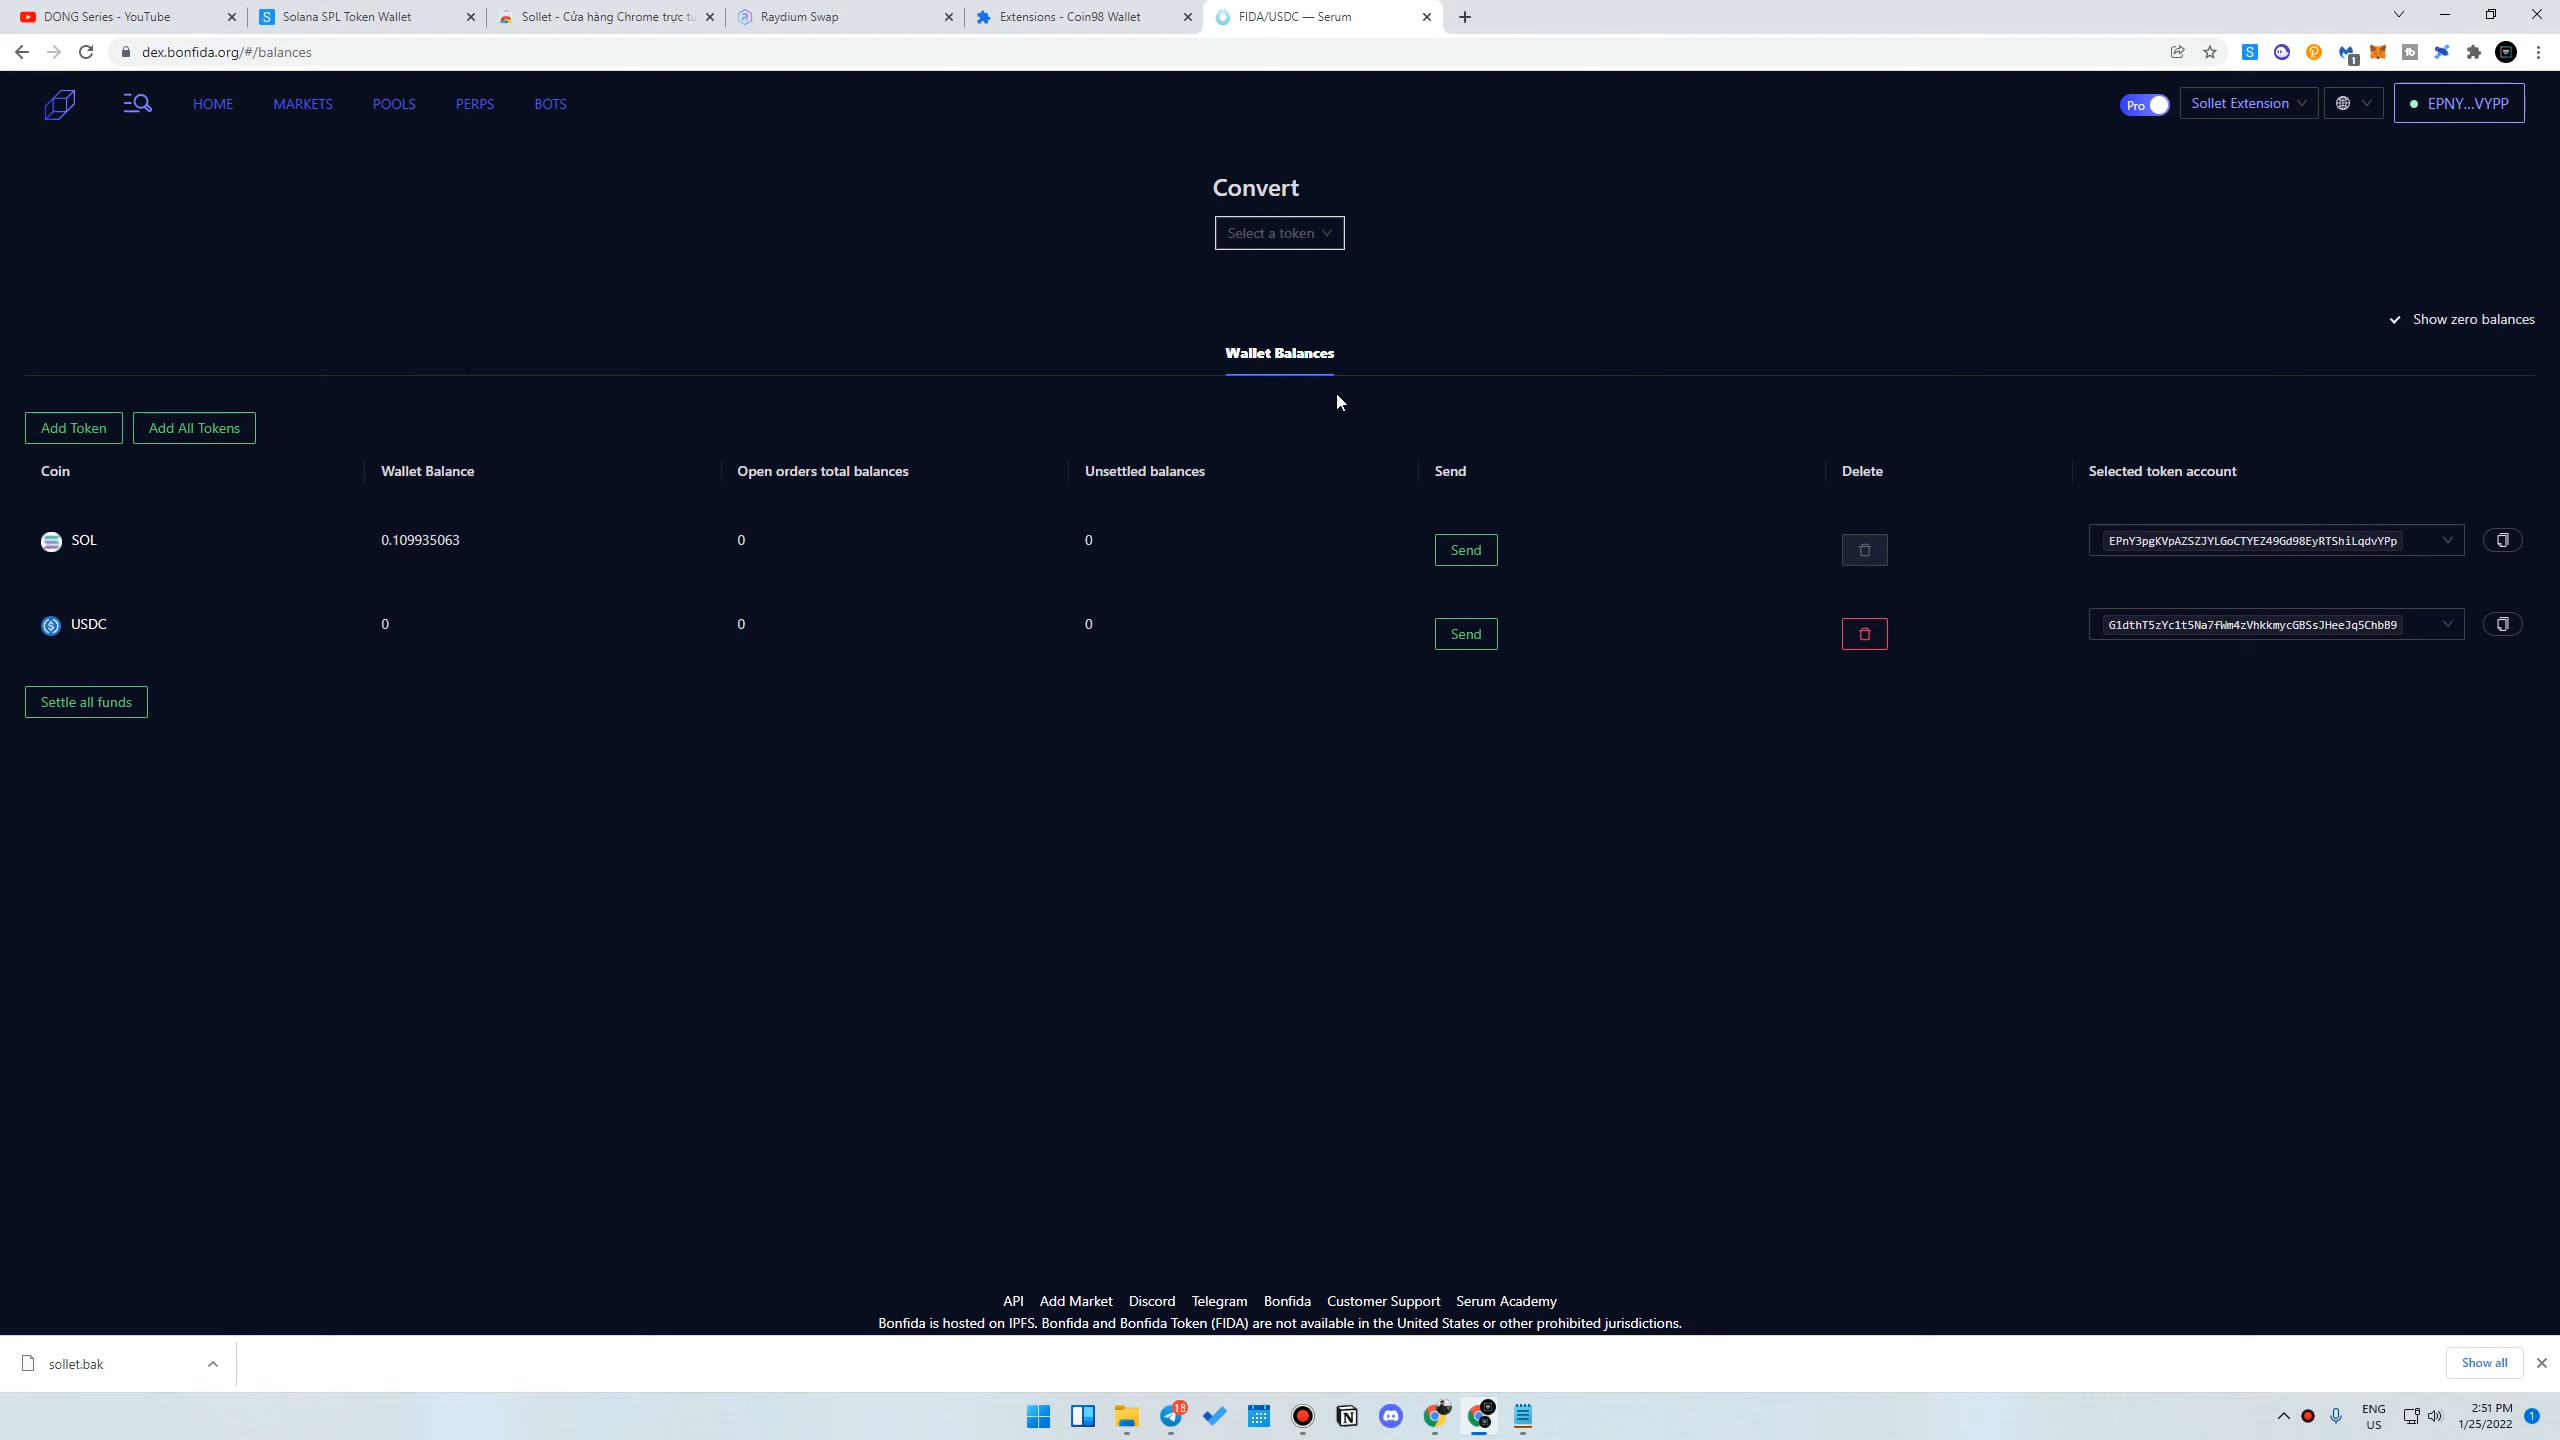 DONG Series - YouTube
Solana SPL Token Wallet
Sollet - Cửa hàng Chrome trực tu
Raydium Swap
Extensions - Coin98 Wallet
FIDA/USDC — Serum
dex.bonfida.org/#/balances
1
HOME MARKETS POOLS PERPS BOTS
Pro Sollet Extension EPNY...VYPP
Convert
Select a token
Show zero balances
Wallet Balances
Add Token Add All Tokens
Coin Wallet Balance Open orders total balances Unsettled balances Send Delete Selected token account
SOL 0.109935063 0 0 Send EPnY3pgKVpAZSZJYLGoCTYEZ49Gd98EyRTShiLqdvYPp
USDC 0 0 0 Send G1dthT5zYc1t5Na7fWm4zVhkkmycGBSsJHeeJq5ChbB9
Settle all funds
API Add Market Discord Telegram Bonfida Customer Support Serum Academy
Bonfida is hosted on IPFS. Bonfida and Bonfida Token (FIDA) are not available in the United States or other prohibited jurisdictions.
sollet.bak Show all
18
ENG
US
2:51 PM
1/25/2022
1